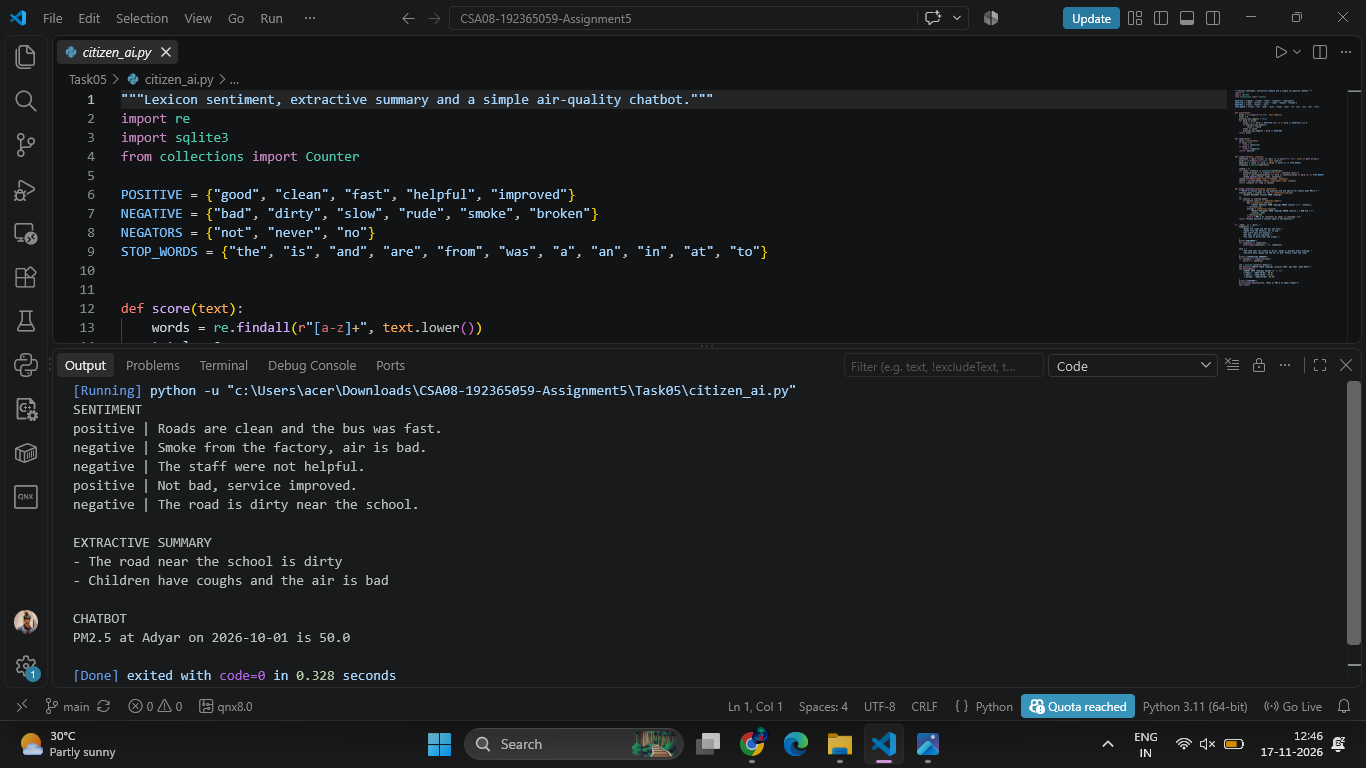 File Edit Selection View Go Run ··· CSA08-192365059-Assignment5 Update
citizen_ai.py
Task05 > citizen_ai.py > ...
1 """Lexicon sentiment, extractive summary and a simple air-quality chatbot."""
2 import re
3 import sqlite3
4 from collections import Counter
5
6 POSITIVE = {"good", "clean", "fast", "helpful", "improved"}
7 NEGATIVE = {"bad", "dirty", "slow", "rude", "smoke", "broken"}
8 NEGATORS = {"not", "never", "no"}
9 STOP_WORDS = {"the", "is", "and", "are", "from", "was", "a", "an", "in", "at", "to"}
10
11
12 def score(text):
13 words = re.findall(r"[a-z]+", text.lower())
Output Problems Terminal Debug Console Ports Filter (e.g. text, !excludeText, t... Code
[Running] python -u "c:\Users\acer\Downloads\CSA08-192365059-Assignment5\Task05\citizen_ai.py"
SENTIMENT
positive | Roads are clean and the bus was fast.
negative | Smoke from the factory, air is bad.
negative | The staff were not helpful.
positive | Not bad, service improved.
negative | The road is dirty near the school.
EXTRACTIVE SUMMARY
- The road near the school is dirty
- Children have coughs and the air is bad
CHATBOT
PM2.5 at Adyar on 2026-10-01 is 50.0
[Done] exited with code=0 in 0.328 seconds
QNX
1
main 0 0 qnx8.0 Ln 1, Col 1 Spaces: 4 UTF-8 CRLF {} Python Quota reached Python 3.11 (64-bit) Go Live
30°C
Partly sunny
Search
ENG
IN
12:46
17-11-2026